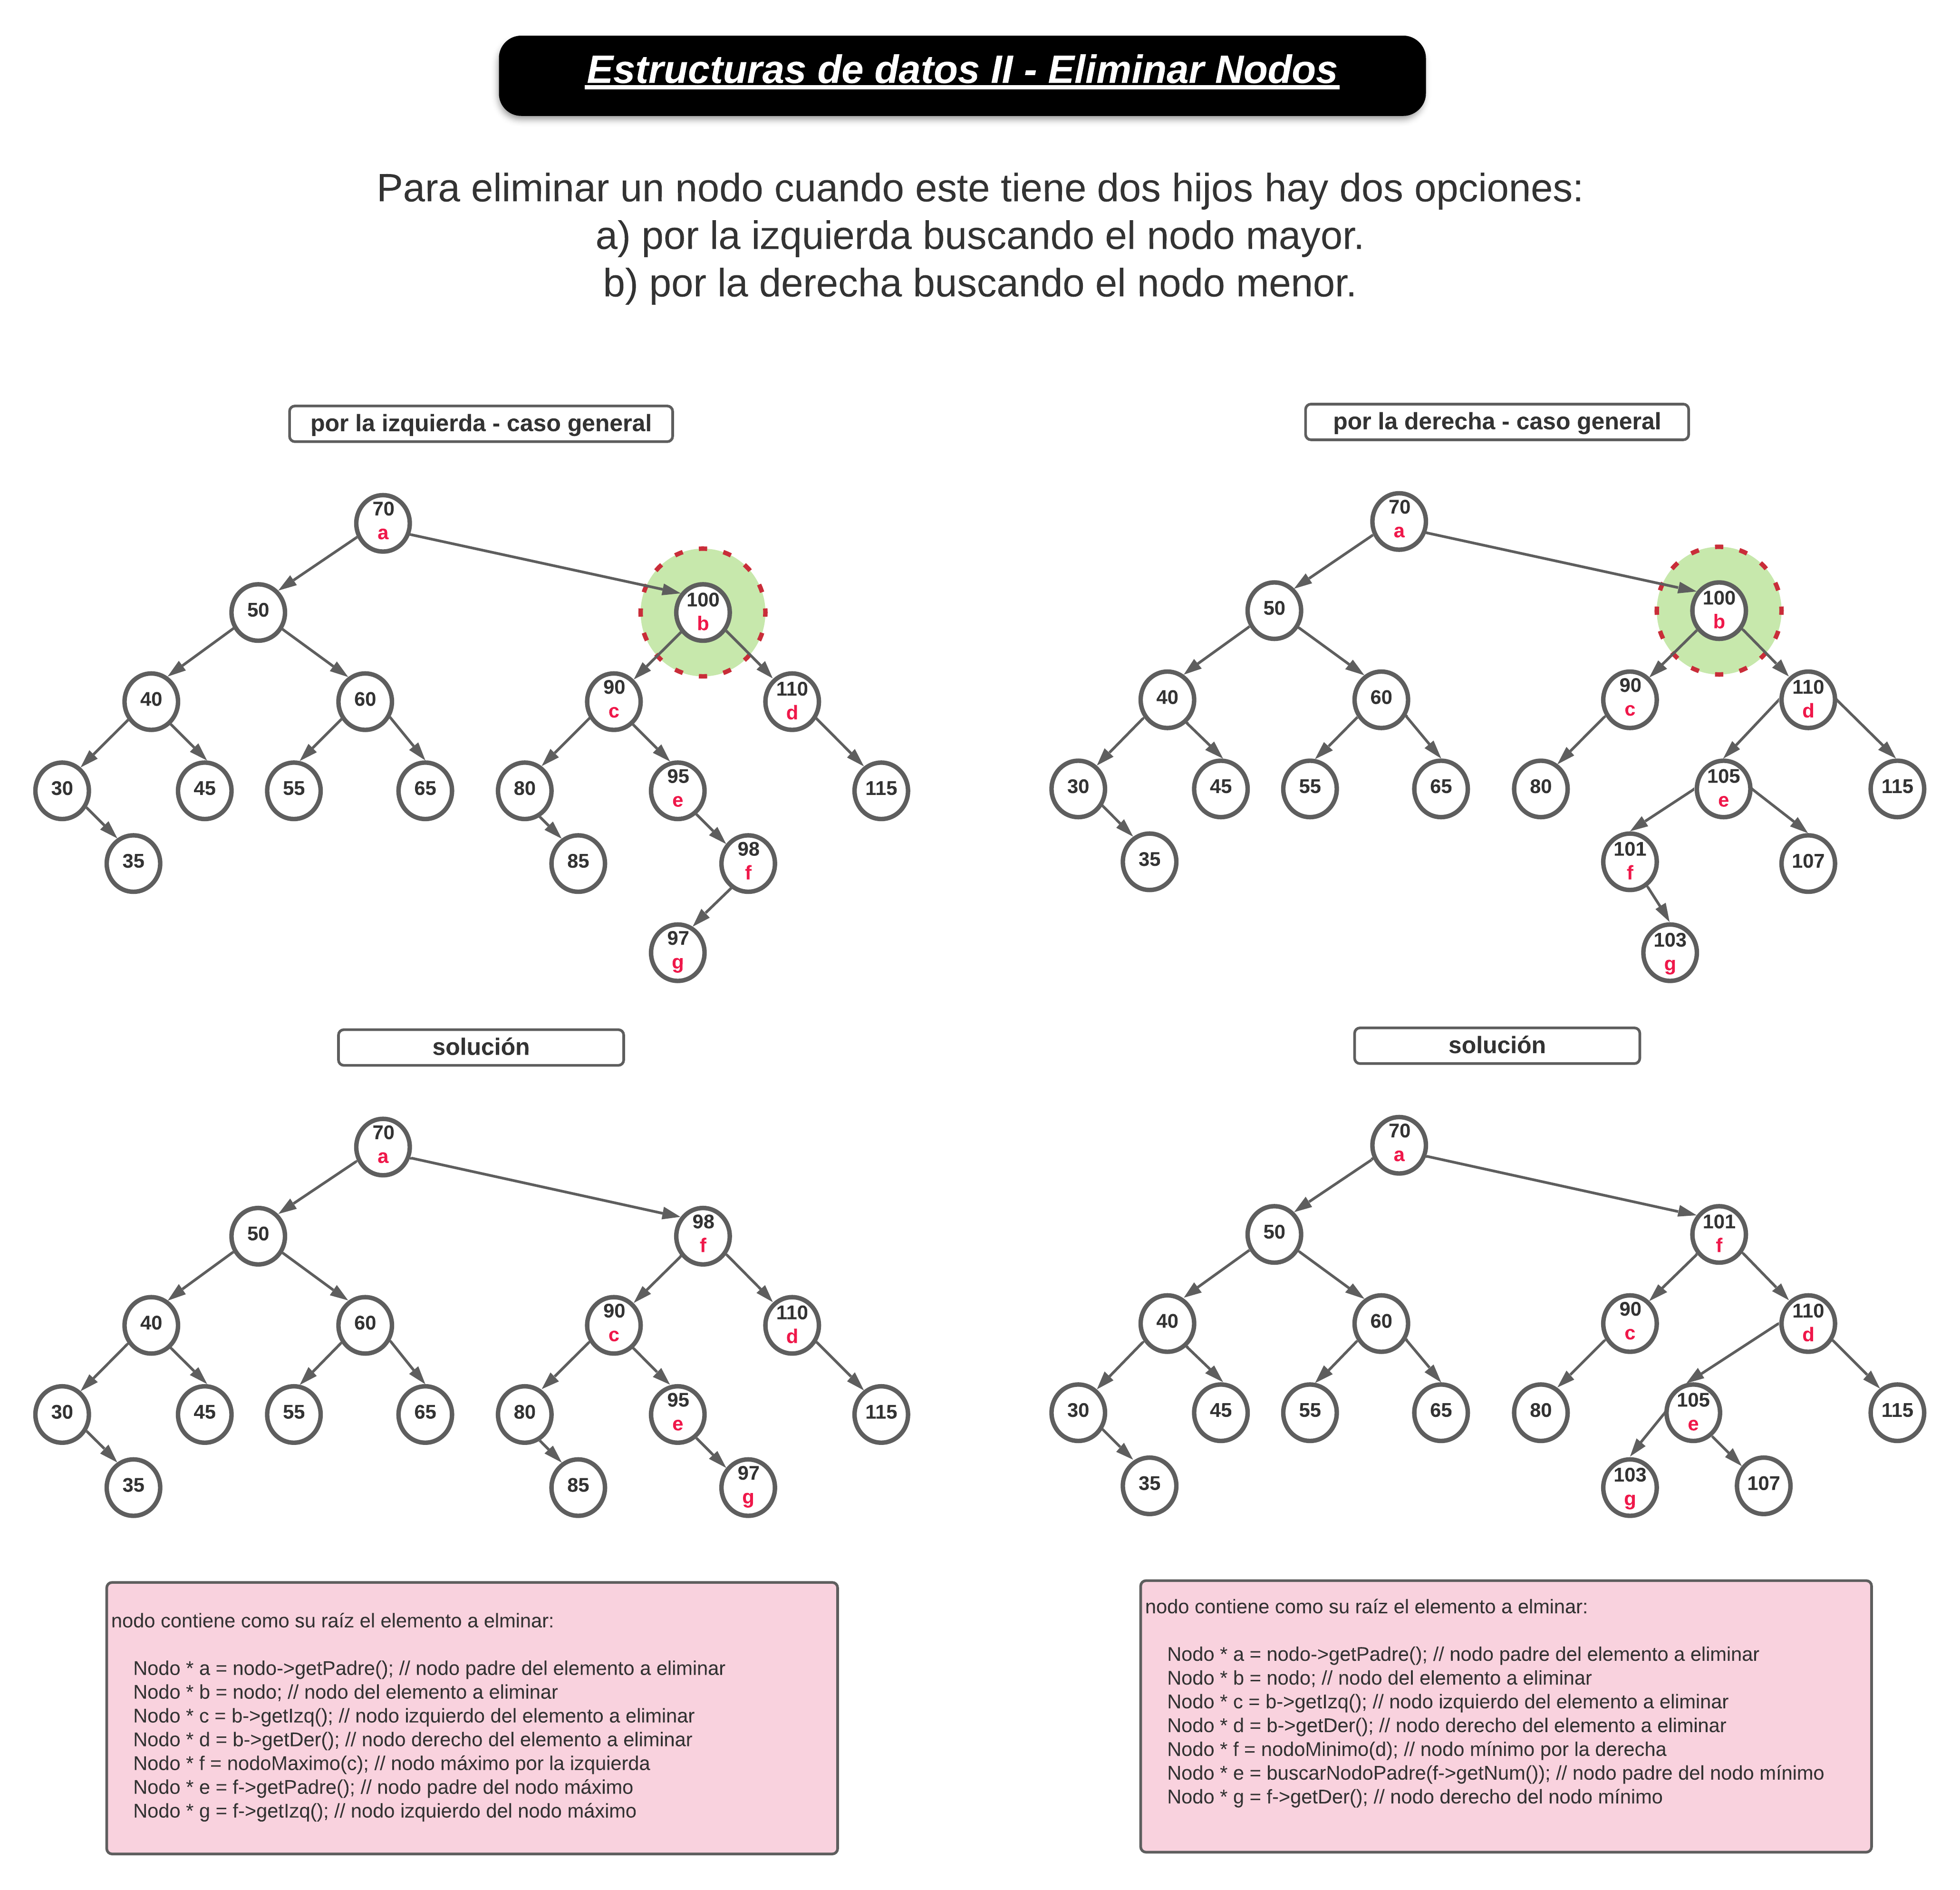 Estructuras de datos II - Eliminar Nodos
Para eliminar un nodo cuando este tiene dos hijos hay dos opciones:
a) por la izquierda buscando el nodo mayor.
b) por la derecha buscando el nodo menor.
por la izquierda - caso general
70
a
50
100
b
40
60
90
c
110
d
30
45
55
65
80
95
e
115
35
85
98
f
97
g
por la derecha - caso general
70
a
50
100
b
40
60
90
c
110
d
30
45
55
65
80
105
e
115
35
101
f
107
103
g
solución
70
a
50
98
f
40
60
90
c
110
d
30
45
55
65
80
95
e
115
35
85
97
g
solución
70
a
50
101
f
40
60
90
c
110
d
30
45
55
65
80
105
e
115
35
103
g
107
nodo contiene como su raíz el elemento a elminar:
Nodo * a = nodo->getPadre(); // nodo padre del elemento a eliminar
Nodo * b = nodo; // nodo del elemento a eliminar
Nodo * c = b->getIzq(); // nodo izquierdo del elemento a eliminar
Nodo * d = b->getDer(); // nodo derecho del elemento a eliminar
Nodo * f = nodoMaximo(c); // nodo máximo por la izquierda
Nodo * e = f->getPadre(); // nodo padre del nodo máximo
Nodo * g = f->getIzq(); // nodo izquierdo del nodo máximo
nodo contiene como su raíz el elemento a elminar:
Nodo * a = nodo->getPadre(); // nodo padre del elemento a eliminar
Nodo * b = nodo; // nodo del elemento a eliminar
Nodo * c = b->getIzq(); // nodo izquierdo del elemento a eliminar
Nodo * d = b->getDer(); // nodo derecho del elemento a eliminar
Nodo * f = nodoMinimo(d); // nodo mínimo por la derecha
Nodo * e = buscarNodoPadre(f->getNum()); // nodo padre del nodo mínimo
Nodo * g = f->getDer(); // nodo derecho del nodo mínimo